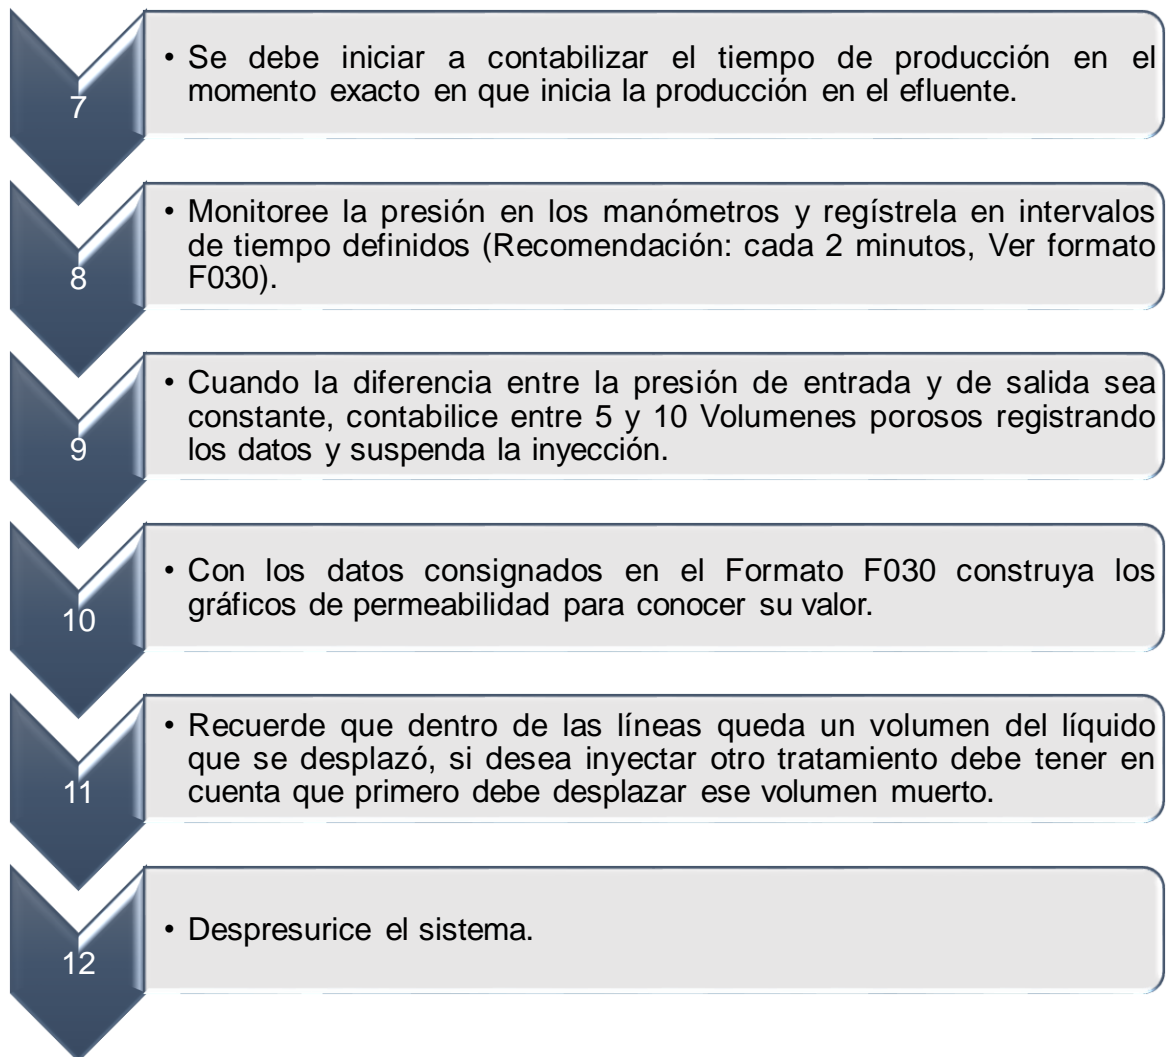 7
• Se debe iniciar a contabilizar el tiempo de producción en el
momento exacto en que inicia la producción en el efluente.
8
• Monitoree la presión en los manómetros y regístrela en intervalos
de tiempo definidos (Recomendación: cada 2 minutos, Ver formato
F030).
9
• Cuando la diferencia entre la presión de entrada y de salida sea
constante, contabilice entre 5 y 10 Volumenes porosos registrando
los datos y suspenda la inyección.
10
• Con los datos consignados en el Formato F030 construya los
gráficos de permeabilidad para conocer su valor.
11
• Recuerde que dentro de las líneas queda un volumen del líquido
que se desplazó, si desea inyectar otro tratamiento debe tener en
cuenta que primero debe desplazar ese volumen muerto.
12
• Despresurice el sistema.